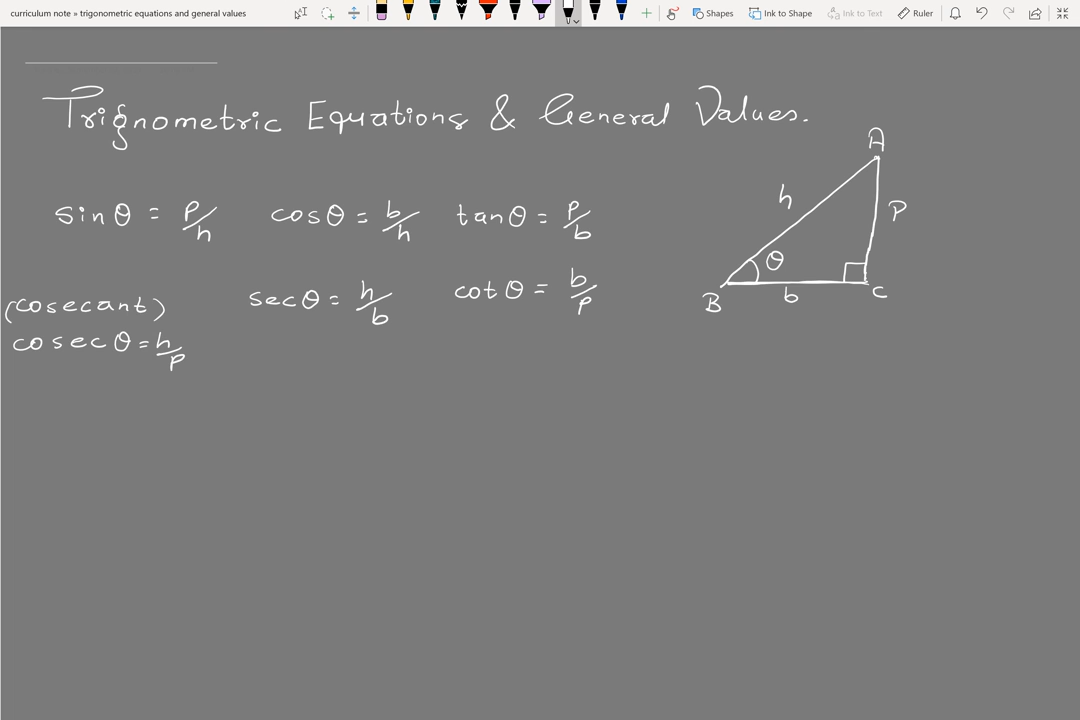 curriculum note » trigonometric equations and general values
Shapes
Ink to Shape
Ink to Text
Ruler
Trignometric Equations & General Values.
A
sinθ = p/h cosθ = b/h tanθ = p/b
h
P
θ
B b C
(cosecant)
cosecθ = h/p
secθ = h/b cotθ = b/p